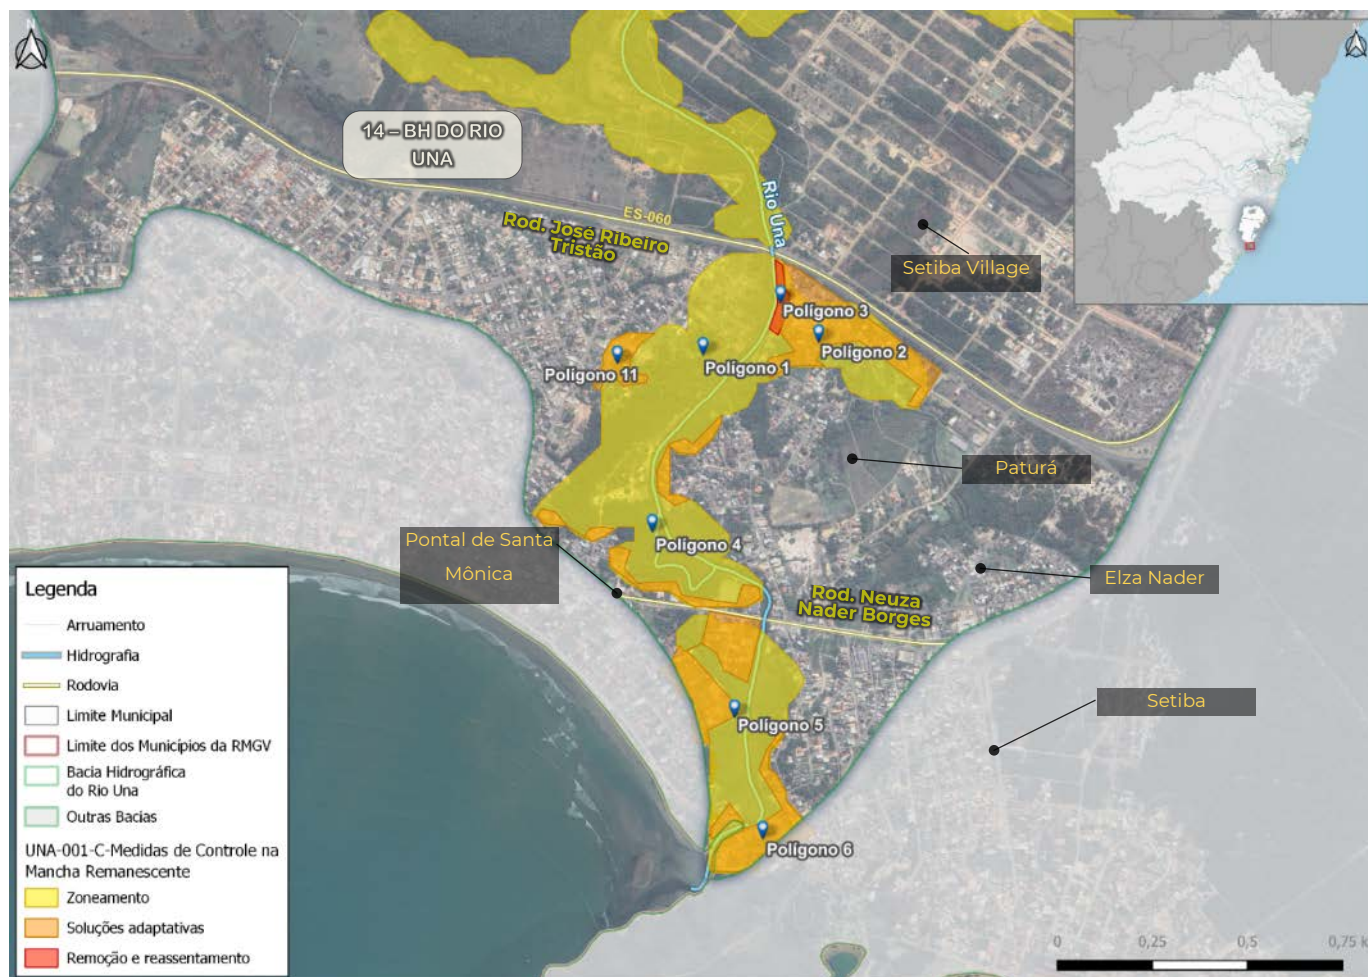 N
14 – BH DO RIO
UNA
ES-060
Rod. José Ribeiro
Tristão
Rio Una
Setiba Village
Polígono 3
Polígono 2
Polígono 1
Polígono 11
Paturá
Polígono 4
Pontal de Santa
Mônica
Elza Nader
Rod. Neuza
Nader Borges
Setiba
Polígono 5
Polígono 6
Legenda
Arruamento
Hidrografia
Rodovia
Limite Municipal
Limite dos Municípios da RMGV
Bacia Hidrográfica
do Rio Una
Outras Bacias
UNA-001-C-Medidas de Controle na
Mancha Remanescente
Zoneamento
Soluções adaptativas
Remoção e reassentamento
0 0,25 0,5 0,75 k